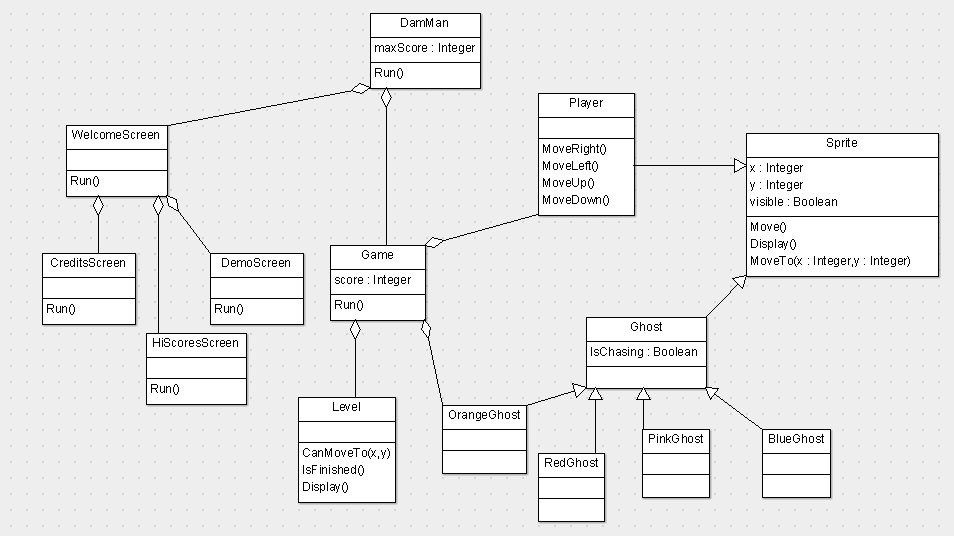 DamMan
maxScore : Integer
Run()
WelcomeScreen
Run()
Player
MoveRight()
MoveLeft()
MoveUp()
MoveDown()
Sprite
x : Integer
y : Integer
visible : Boolean
Move()
Display()
MoveTo(x : Integer,y : Integer)
CreditsScreen
Run()
DemoScreen
Run()
HiScoresScreen
Run()
Game
score : Integer
Run()
Ghost
IsChasing : Boolean
Level
CanMoveTo(x,y)
IsFinished()
Display()
OrangeGhost
RedGhost
PinkGhost
BlueGhost